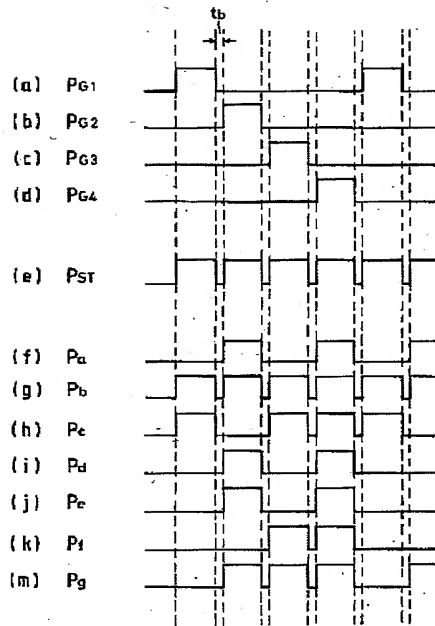 tb
(a) PG1
(b) PG2
(c) PG3
(d) PG4
(e) PST
(f) Pa
(g) Pb
(h) Pc
(i) Pd
(j) Pe
(k) Pf
(m) Pg